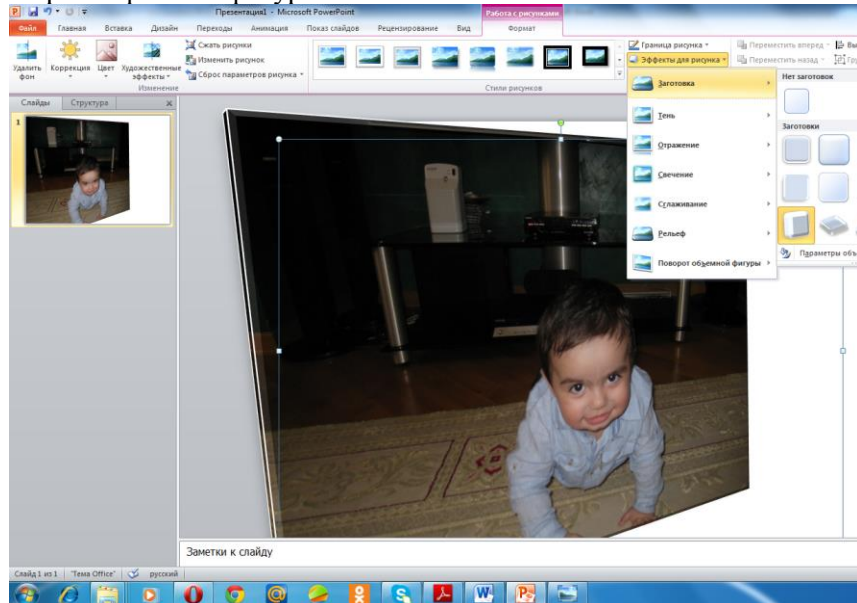 Презентация1 - Microsoft PowerPoint
Работа с рисунками
Файл Главная Вставка Дизайн Переходы Анимация Показ слайдов Рецензирование Вид Формат
Удалить фон
Коррекция
Цвет
Художественные эффекты
Сжать рисунки
Изменить рисунок
Сброс параметров рисунка
Изменение
Стили рисунков
Граница рисунка
Эффекты для рисунка
Переместить вперед
Переместить назад
Слайды Структура
1
Заготовка
Тень
Отражение
Свечение
Сглаживание
Рельеф
Поворот объемной фигуры
Нет заготовок
Заготовки
Параметры
Заметки к слайду
Слайд 1 из 1 "Тема Office" русский